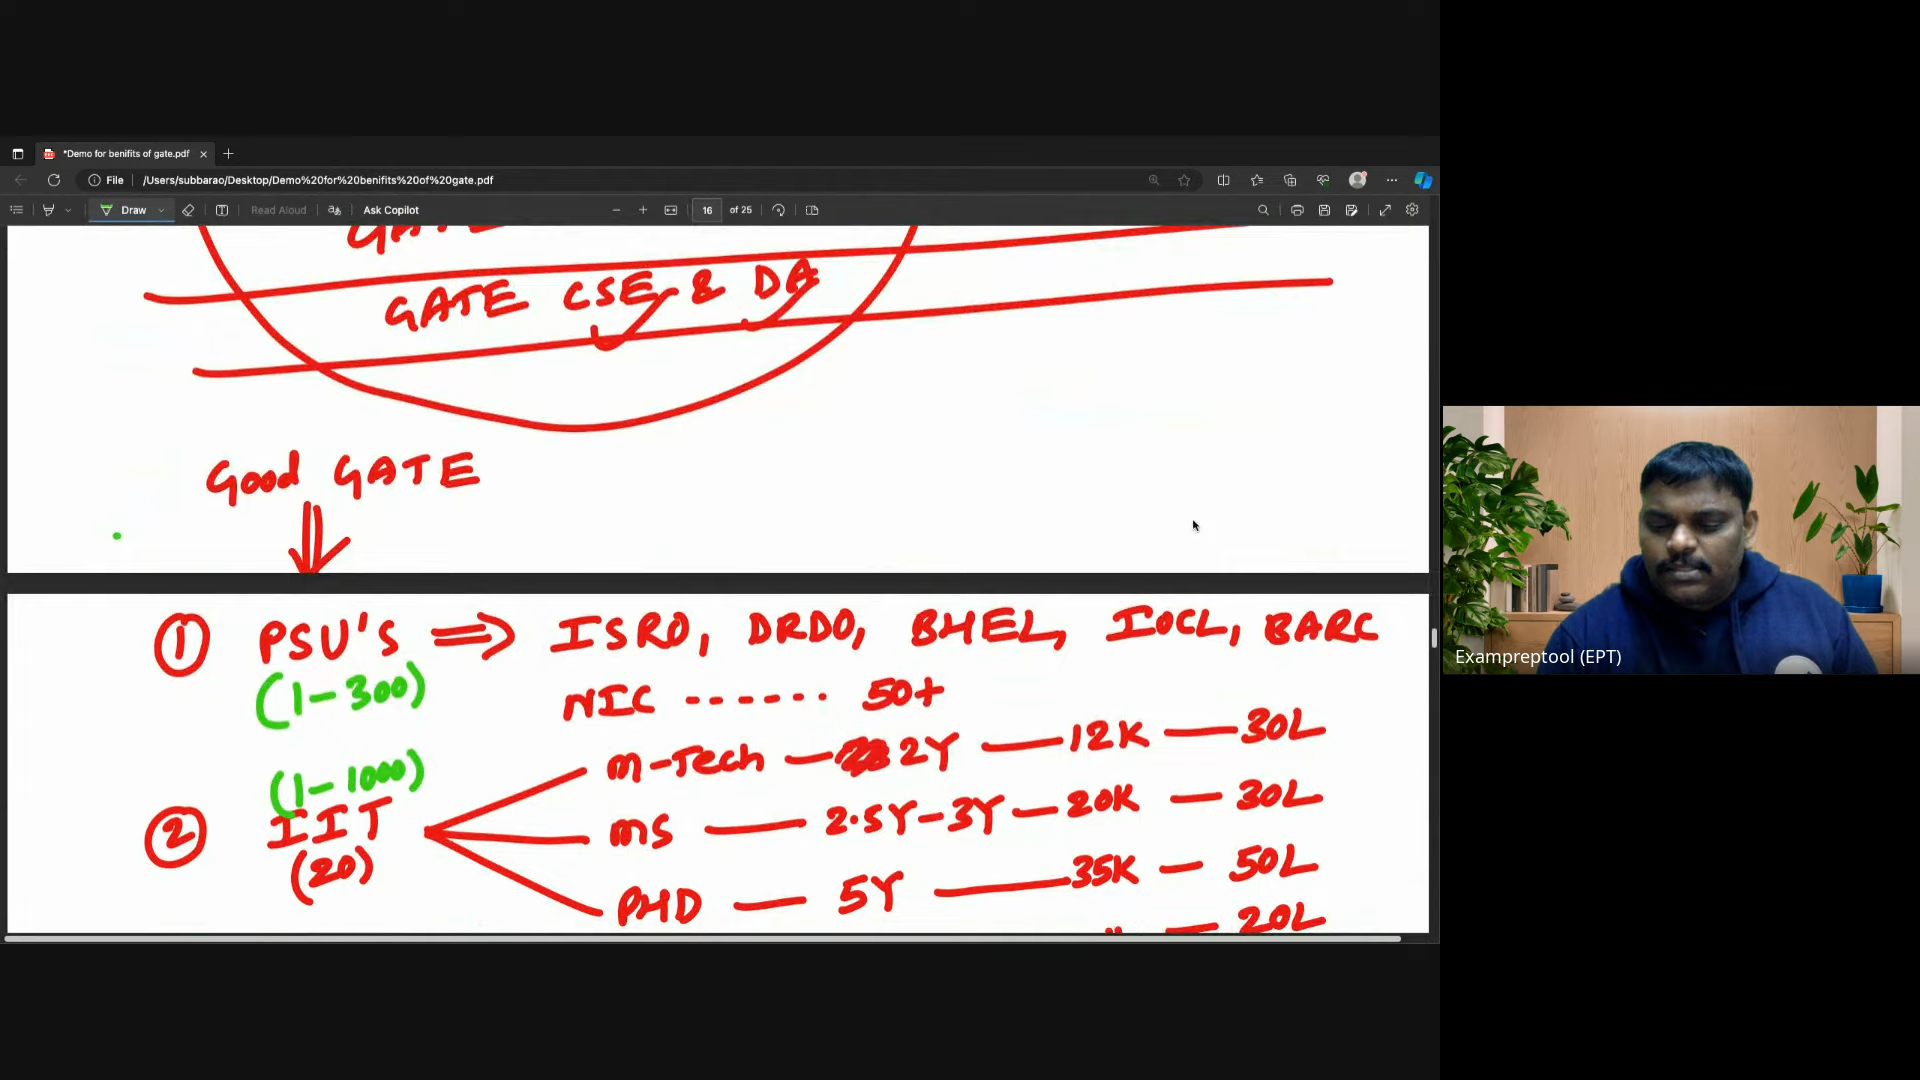 *Demo for benifits of gate.pdf
File /Users/subbarao/Desktop/Demo%20for%20benifits%20of%20gate.pdf
Draw Read Aloud Ask Copilot 16 of 25
GATE CSE & DA
Good GATE
① PSU'S ⇒ ISRO, DRDO, BHEL, IOCL, BARC
(1-300) NIC ------ 50+
M-Tech — 2Y — 12K — 30L
(1-1000)
② IIT MS — 2.5Y-3Y — 20K — 30L
(20)
PHD — 5Y — 35K — 50L
— 20L
Exampreptool (EPT)